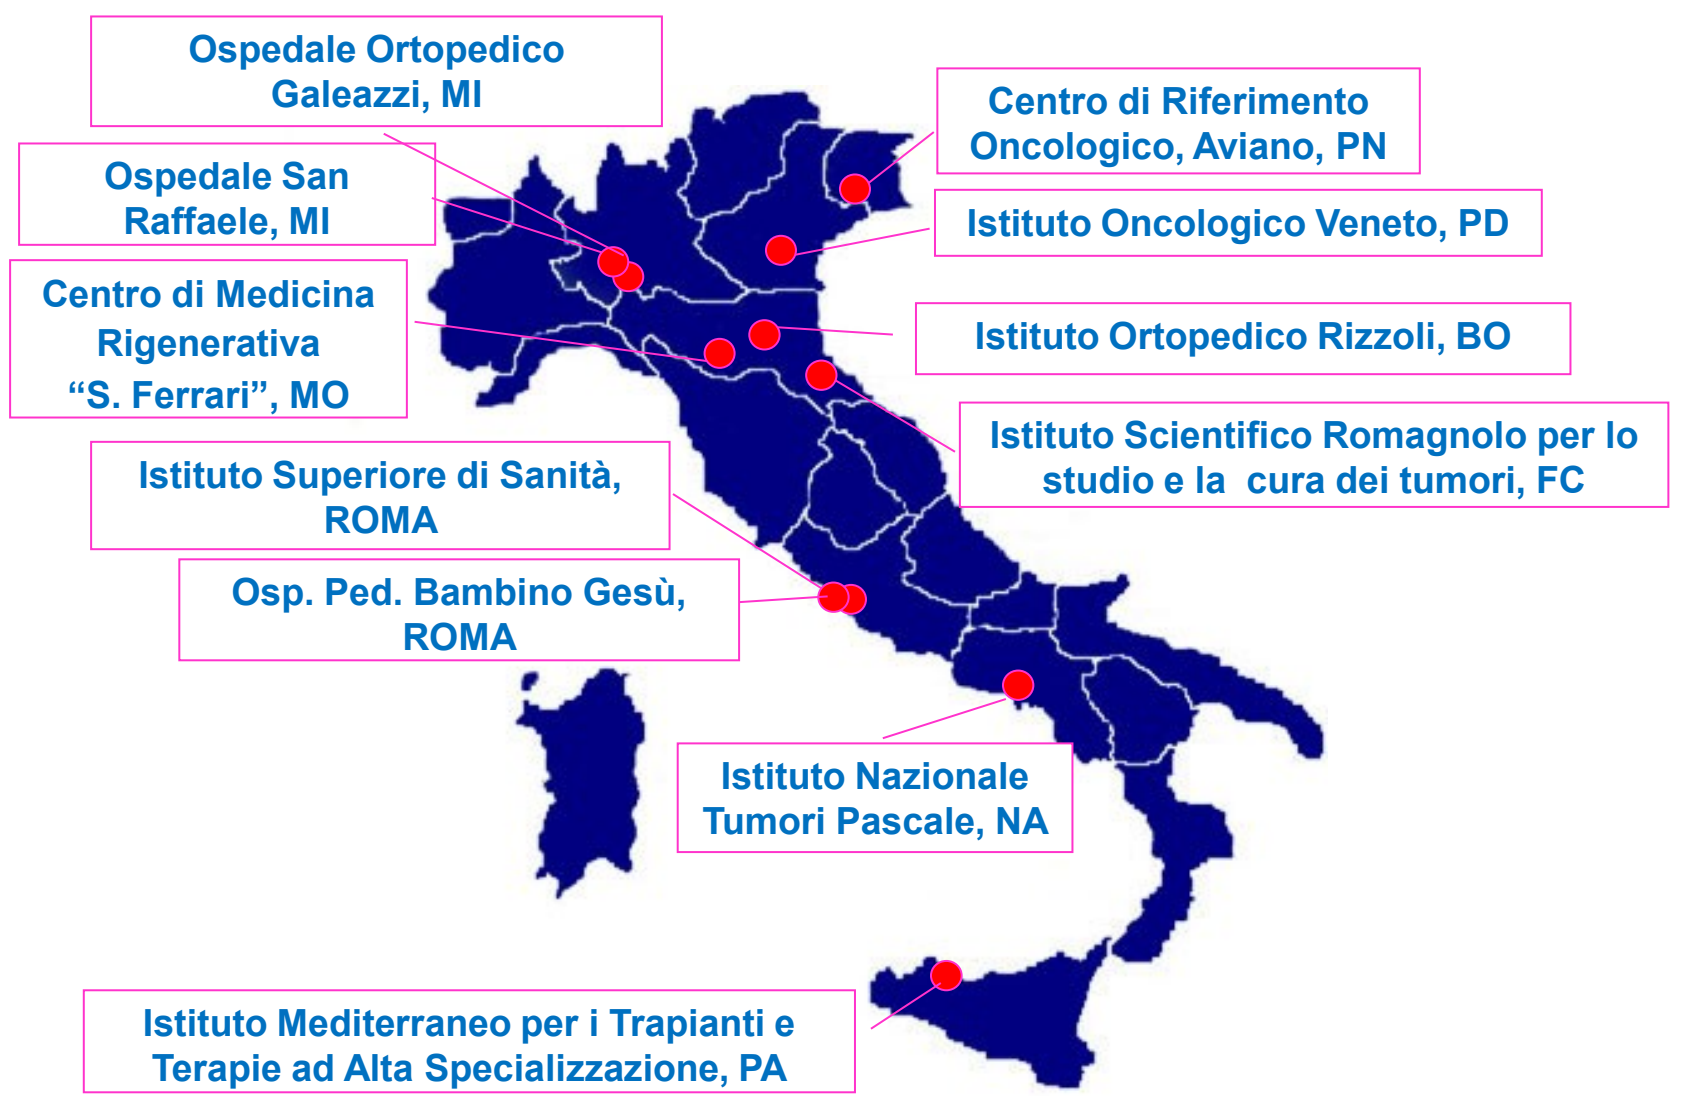 Ospedale Ortopedico
Galeazzi, MI
Ospedale San
Raffaele, MI
Centro di Medicina
Rigenerativa
“S. Ferrari”, MO
Istituto Superiore di Sanità,
ROMA
Osp. Ped. Bambino Gesù,
ROMA
Centro di Riferimento
Oncologico, Aviano, PN
Istituto Oncologico Veneto, PD
Istituto Ortopedico Rizzoli, BO
Istituto Scientifico Romagnolo per lo
studio e la  cura dei tumori, FC
Istituto Nazionale
Tumori Pascale, NA
Istituto Mediterraneo per i Trapianti e
Terapie ad Alta Specializzazione, PA